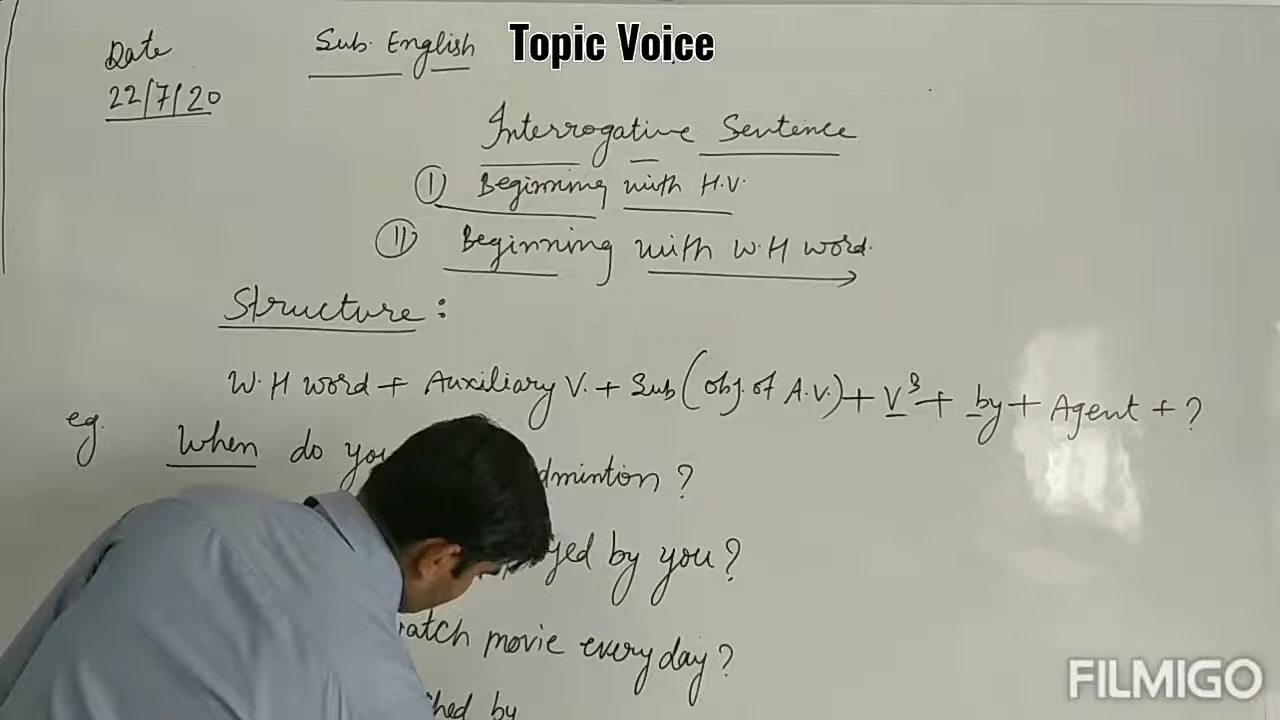 Topic Voice
Date
22/7/20
Sub. English
Interrogative Sentence
I Beginning with H.V.
II Beginning with W.H word.
Structure :
W.H word + Auxiliary V. + Sub (Obj. of A.V.) + V³ + by + Agent + ?
eg. When do you dminton ?
yed by you ?
atch movie everyday ?
hed by
FILMIGO